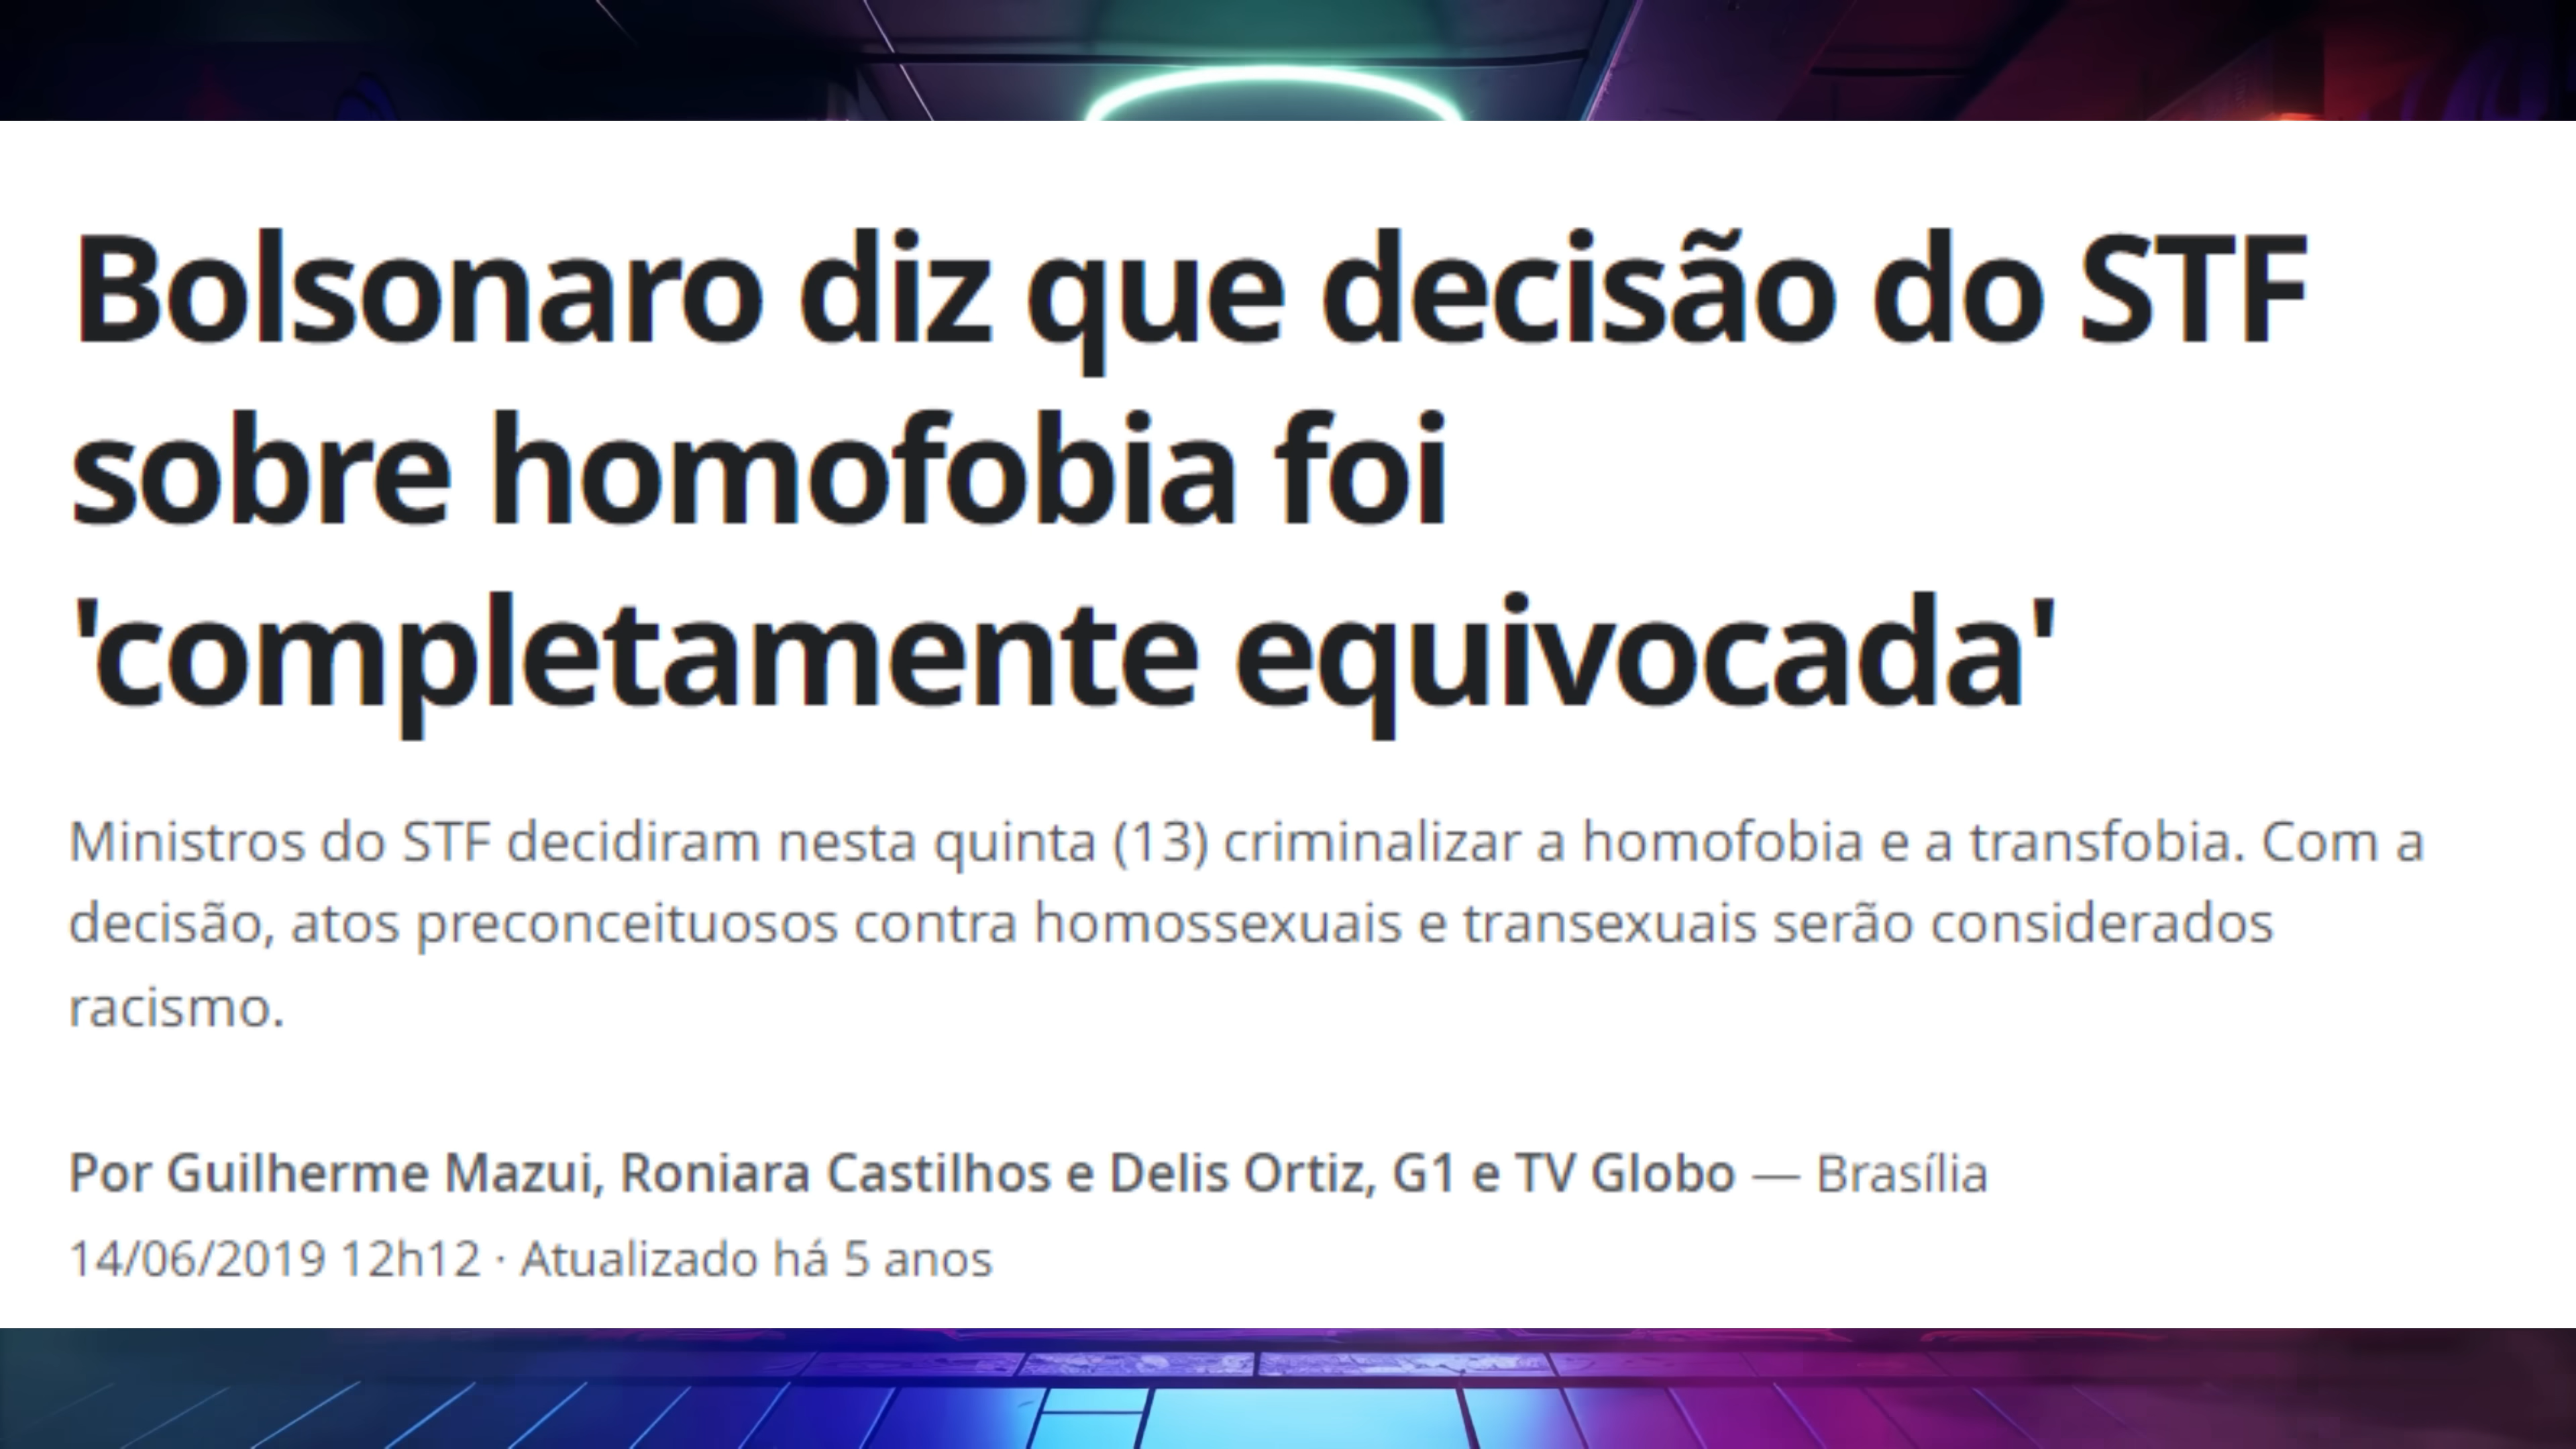 Bolsonaro diz que decisão do STF
sobre homofobia foi
'completamente equivocada'
Ministros do STF decidiram nesta quinta (13) criminalizar a homofobia e a transfobia. Com a
decisão, atos preconceituosos contra homossexuais e transexuais serão considerados
racismo.
Por Guilherme Mazui, Roniara Castilhos e Delis Ortiz, G1 e TV Globo — Brasília
14/06/2019 12h12 · Atualizado há 5 anos